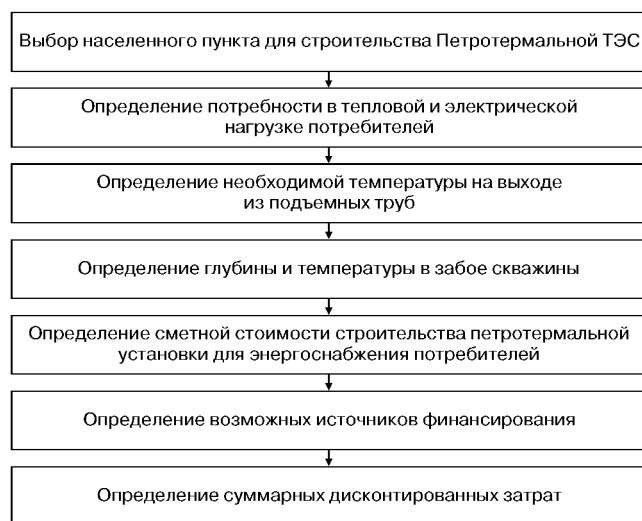 Выбор населенного пункта для строительства Петротермальной ТЭС
Определение потребности в тепловой и электрической
нагрузке потребителей
Определение необходимой температуры на выходе
из подъемных труб
Определение глубины и температуры в забое скважины
Определение сметной стоимости строительства петротермальной
установки для энергоснабжения потребителей
Определение возможных источников финансирования
Определение суммарных дисконтированных затрат